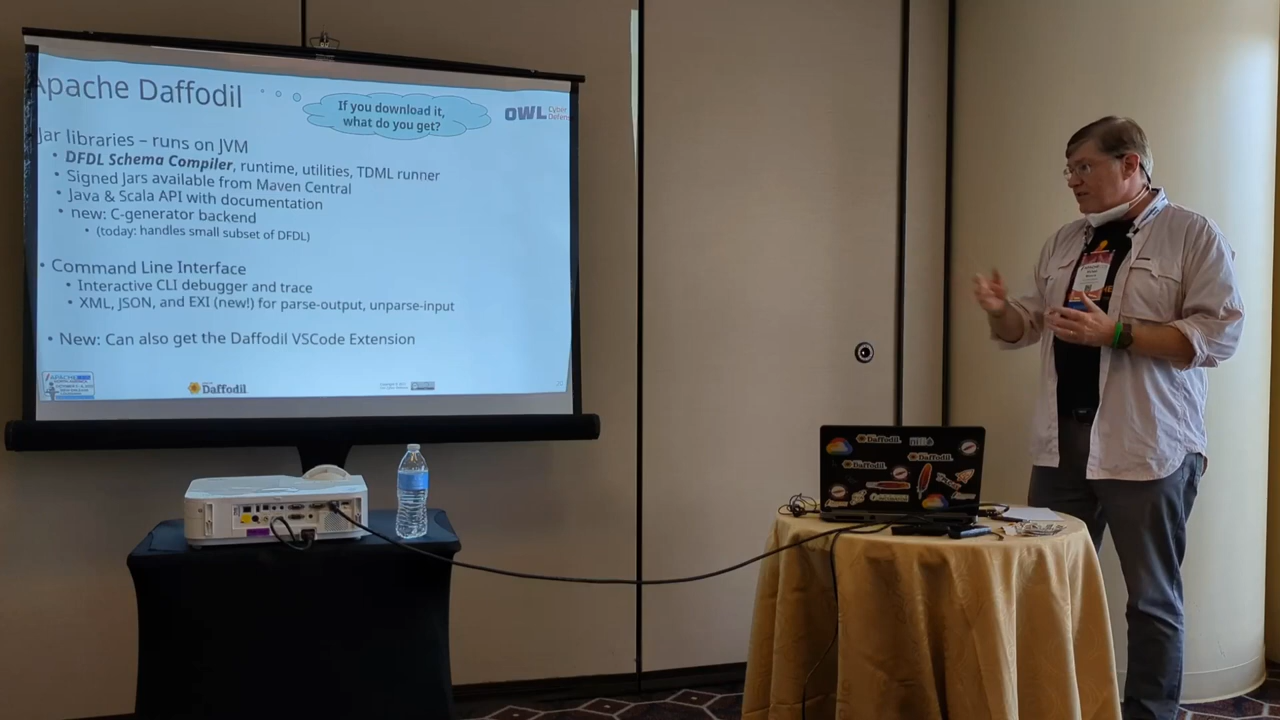 Apache Daffodil
If you download it,
what do you get?
OWL Cyber
Defense
Jar libraries – runs on JVM
• DFDL Schema Compiler, runtime, utilities, TDML runner
• Signed Jars available from Maven Central
• Java & Scala API with documentation
• new: C-generator backend
• (today: handles small subset of DFDL)
• Command Line Interface
• Interactive CLI debugger and trace
• XML, JSON, and EXI (new!) for parse-output, unparse-input
• New: Can also get the Daffodil VSCode Extension
APACHE
Daffodil
Daffodil
Daffodil
Daffodil